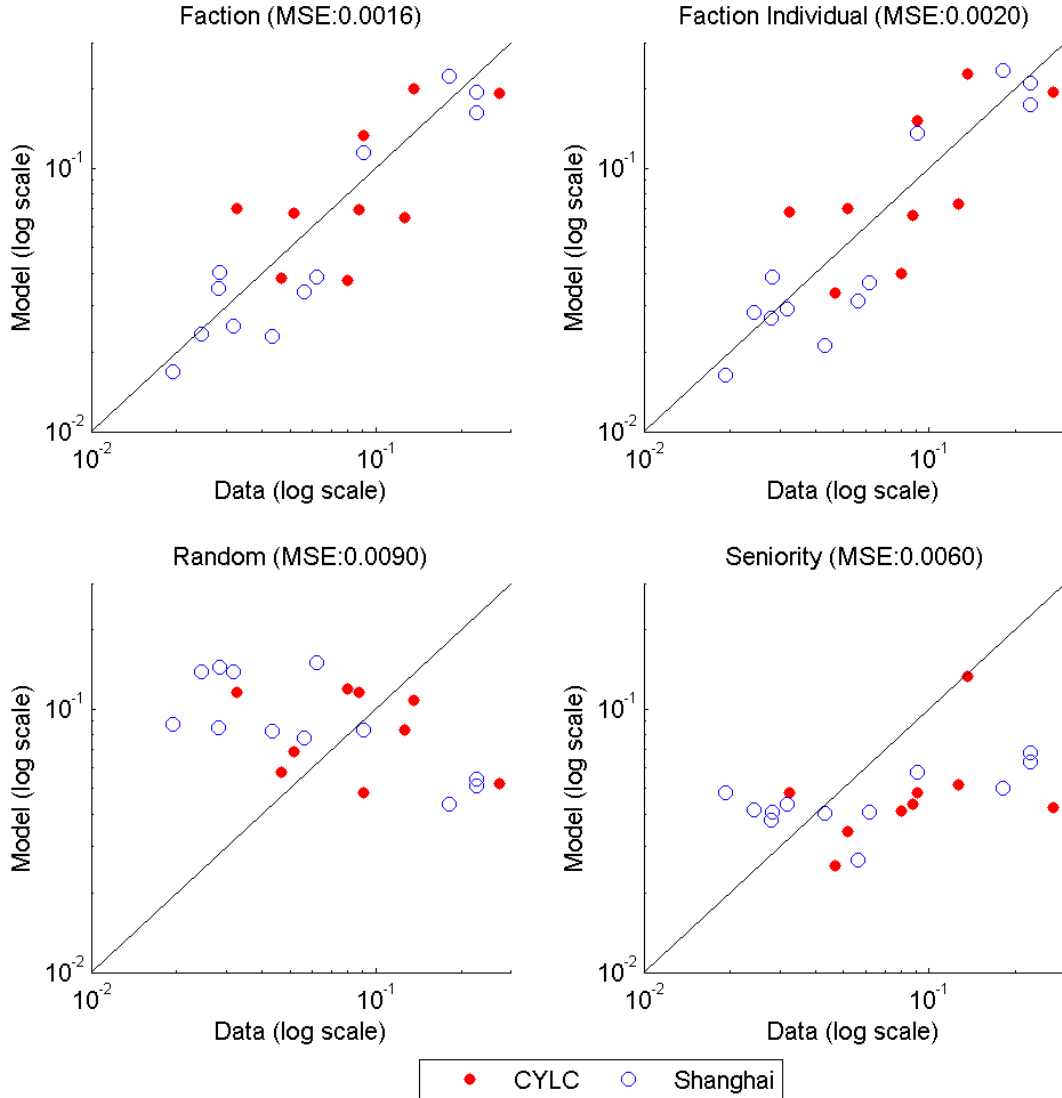 Faction (MSE:0.0016)
Model (log scale)
10^-1
10^-2
10^-2
10^-1
Data (log scale)
Faction Individual (MSE:0.0020)
Model (log scale)
10^-1
10^-2
10^-2
10^-1
Data (log scale)
Random (MSE:0.0090)
Model (log scale)
10^-1
10^-2
10^-2
10^-1
Data (log scale)
Seniority (MSE:0.0060)
Model (log scale)
10^-1
10^-2
10^-2
10^-1
Data (log scale)
CYLC Shanghai